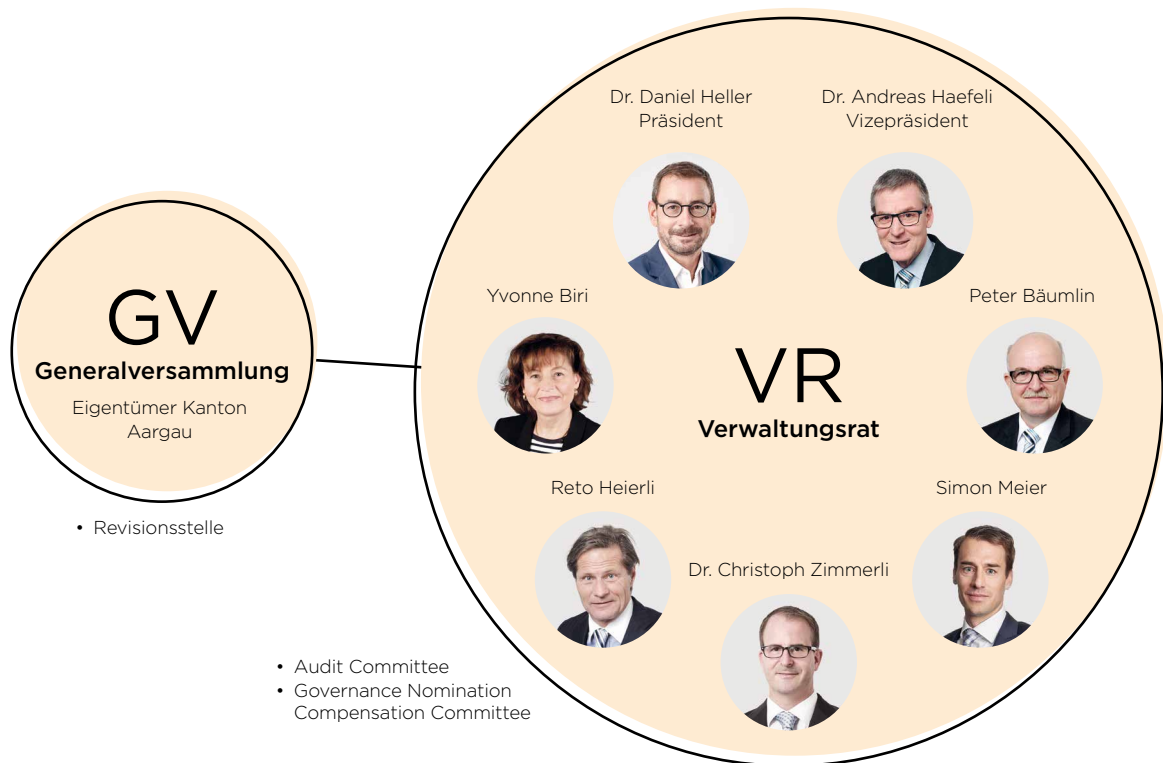 GV
Generalversammlung
Eigentümer Kanton
Aargau
• Revisionsstelle
Dr. Daniel Heller
Präsident
Dr. Andreas Haefeli
Vizepräsident
Yvonne Biri
Peter Bäumlin
VR
Verwaltungsrat
Reto Heierli
Simon Meier
Dr. Christoph Zimmerli
• Audit Committee
• Governance Nomination
Compensation Committee